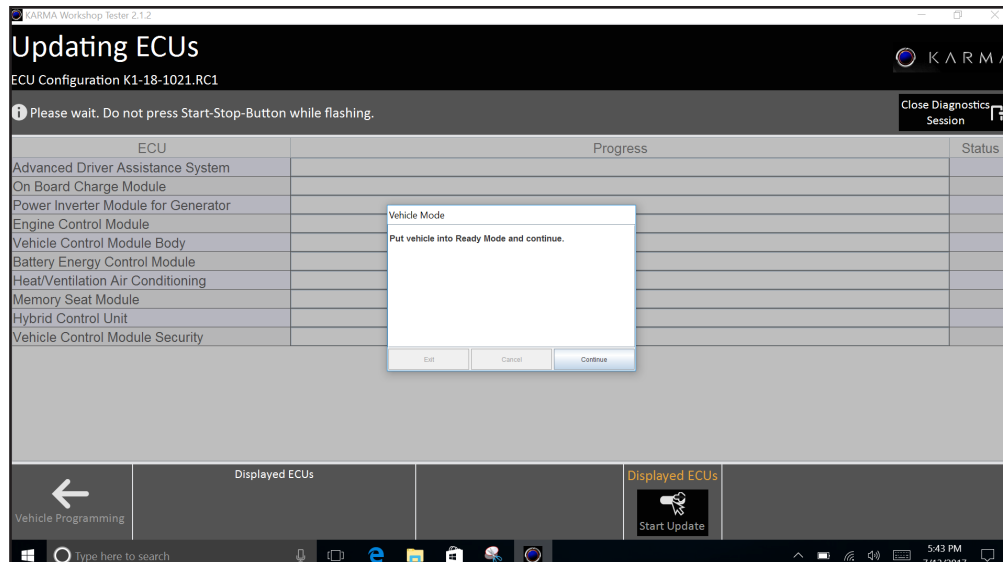 KARMA Workshop Tester 2.1.2
Updating ECUs
KARMA
ECU Configuration K1-18-1021.RC1
Please wait. Do not press Start-Stop-Button while flashing.
Close Diagnostics
Session
ECU Progress Status
Advanced Driver Assistance System
On Board Charge Module
Power Inverter Module for Generator
Engine Control Module
Vehicle Control Module Body
Battery Energy Control Module
Heat/Ventilation Air Conditioning
Memory Seat Module
Hybrid Control Unit
Vehicle Control Module Security
Vehicle Mode
Put vehicle into Ready Mode and continue.
Exit Cancel Continue
Displayed ECUs
Displayed ECUs
Vehicle Programming
Start Update
Type here to search
5:43 PM